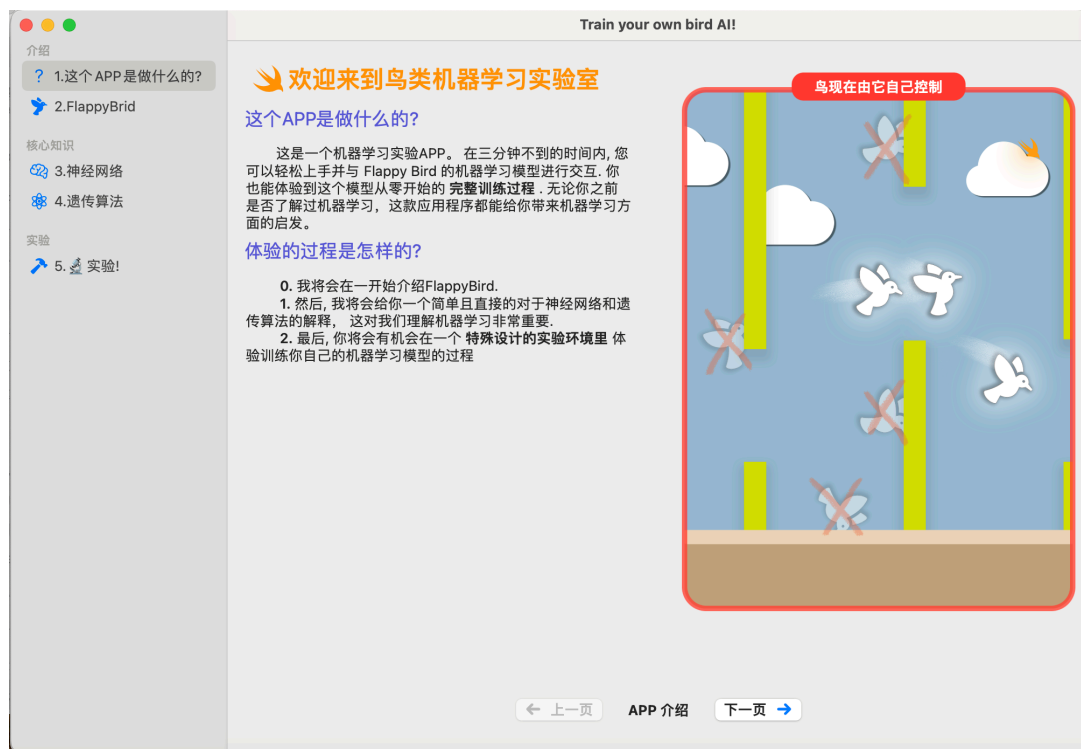 Train your own bird AI!
介绍
? 1.这个APP是做什么的?
2.FlappyBrid
核心知识
3.神经网络
4.遗传算法
实验
5.🔬 实验!
欢迎来到鸟类机器学习实验室
这个APP是做什么的?
这是一个机器学习实验APP。 在三分钟不到的时间内, 您
可以轻松上手并与 Flappy Bird 的机器学习模型进行交互. 你
也能体验到这个模型从零开始的 完整训练过程 . 无论你之前
是否了解过机器学习，这款应用程序都能给你带来机器学习方
面的启发。
体验的过程是怎样的?
0. 我将会在一开始介绍FlappyBird.
1. 然后, 我将会给你一个简单且直接的对于神经网络和遗
传算法的解释， 这对我们理解机器学习非常重要.
2. 最后, 你将会有机会在一个 特殊设计的实验环境里 体
验训练你自己的机器学习模型的过程
鸟现在由它自己控制
← 上一页
APP 介绍
下一页 →